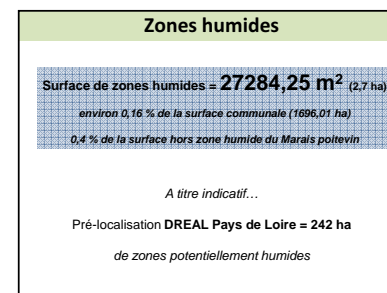 Zones humides
Surface de zones humides = 27284,25 m² (2,7 ha)
environ 0,16 % de la surface communale (1696,01 ha)
0,4 % de la surface hors zone humide du Marais poitevin
A titre indicatif…
Pré-localisation DREAL Pays de Loire = 242 ha
de zones potentiellement humides